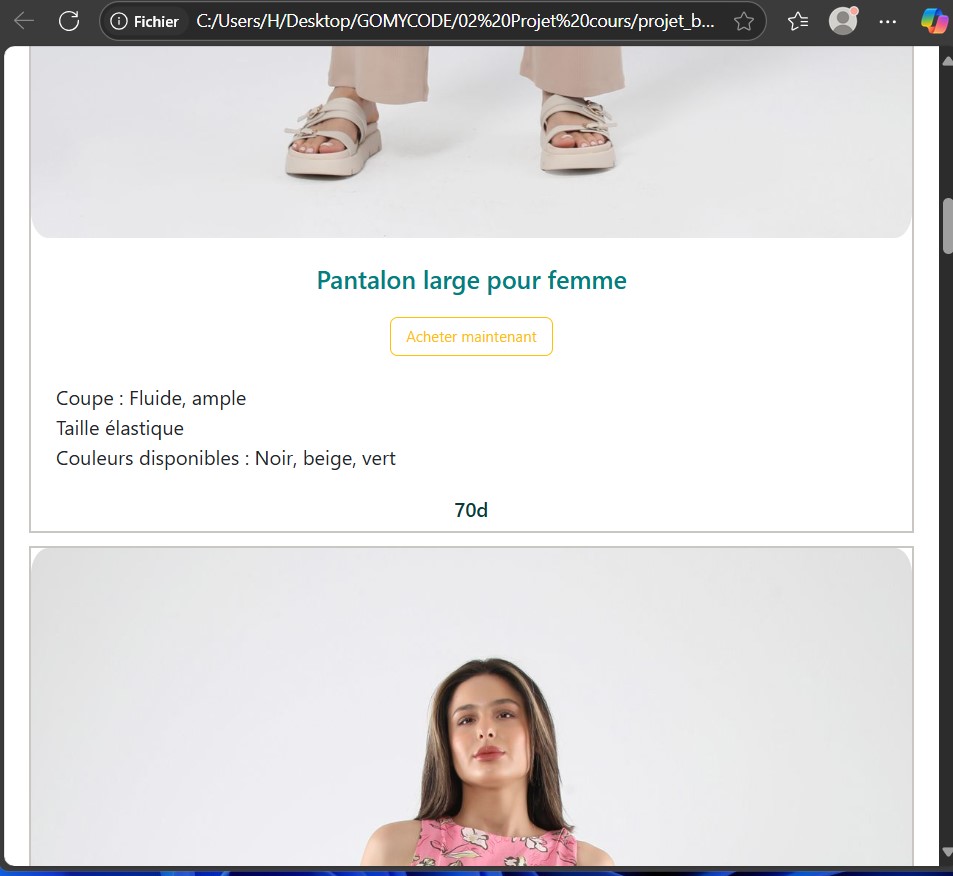 Fichier
C:/Users/H/Desktop/GOMYCODE/02%20Projet%20cours/projet_b...
Pantalon large pour femme
Acheter maintenant
Coupe : Fluide, ample
Taille élastique
Couleurs disponibles : Noir, beige, vert
70d